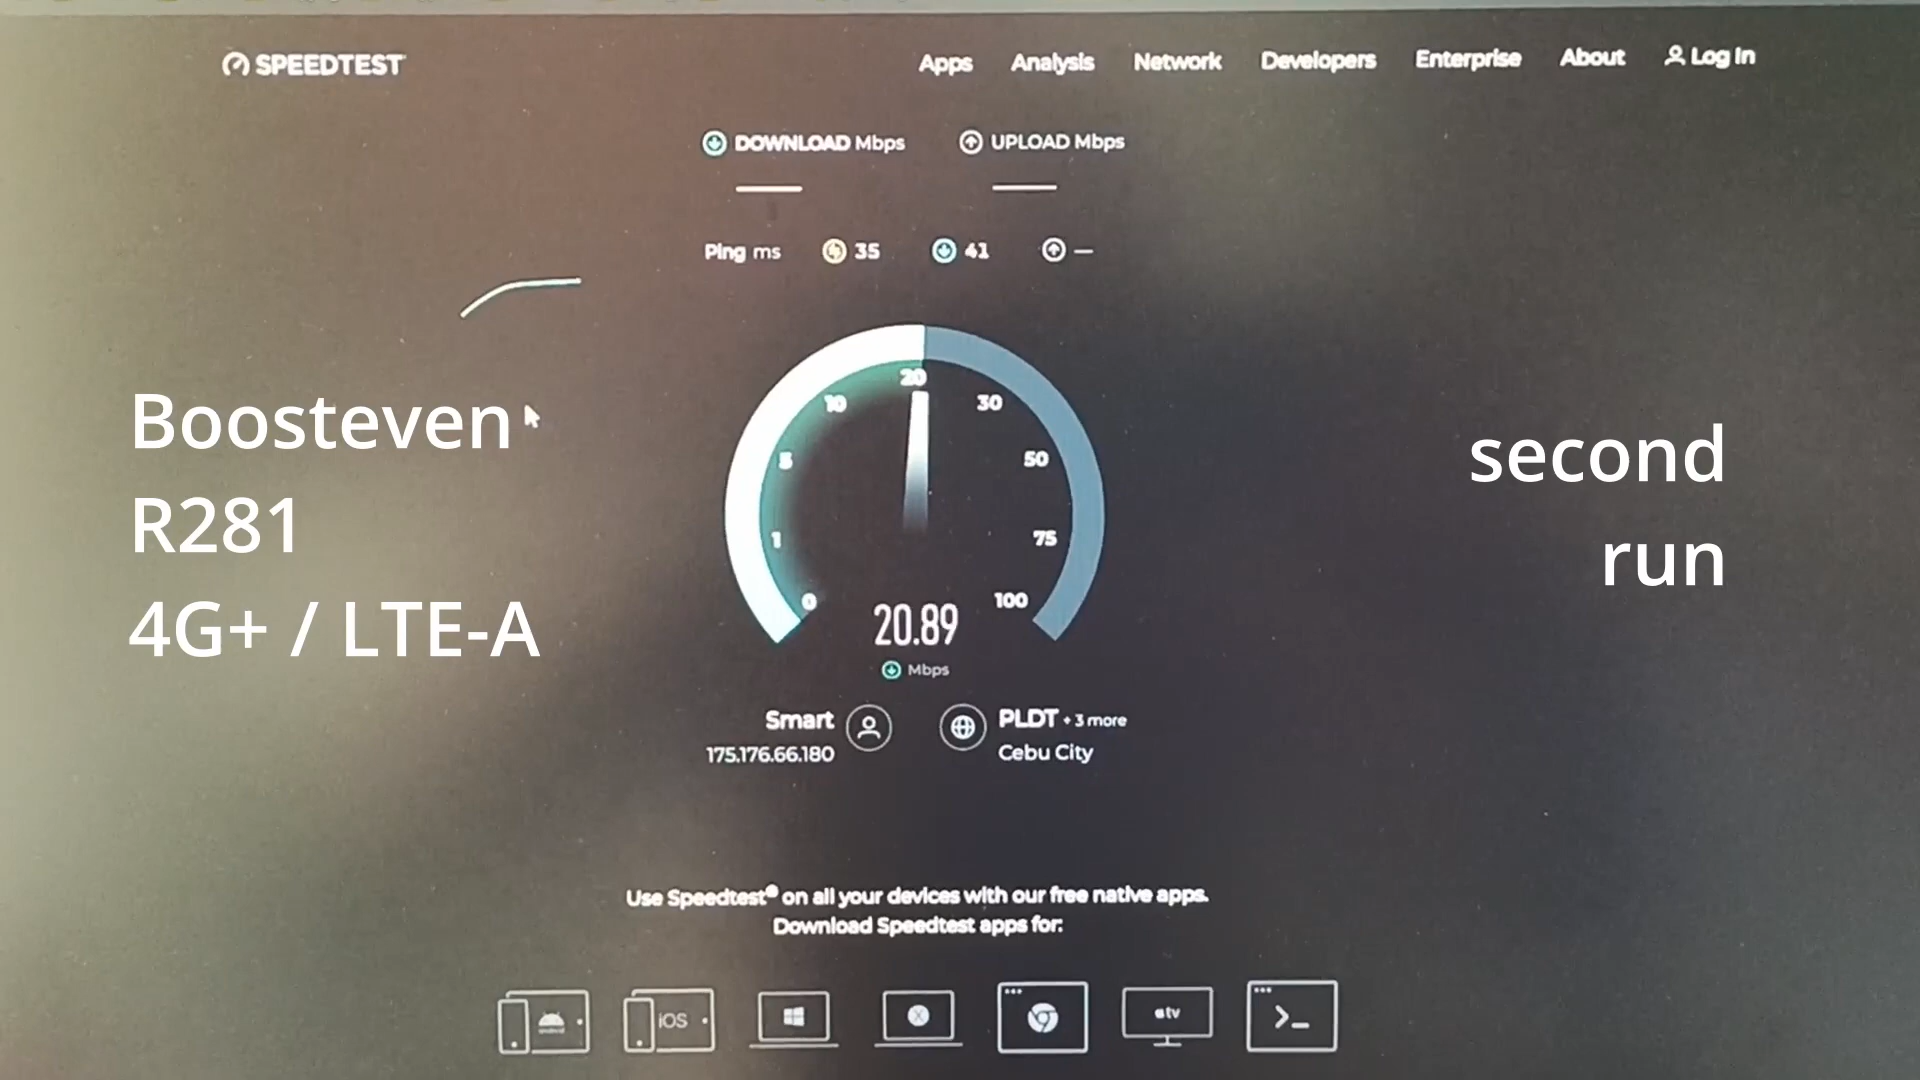 SPEEDTEST
Apps Analysis Network Developers Enterprise About Log In
DOWNLOAD Mbps UPLOAD Mbps
Ping ms 35 41 —
Boosteven
R281
4G+ / LTE-A
second
run
0
1
5
10
20
30
50
75
100
20.89
Mbps
Smart
175.176.66.180
PLDT + 3 more
Cebu City
Use Speedtest® on all your devices with our free native apps.
Download Speedtest apps for:
android
iOS
X
tv